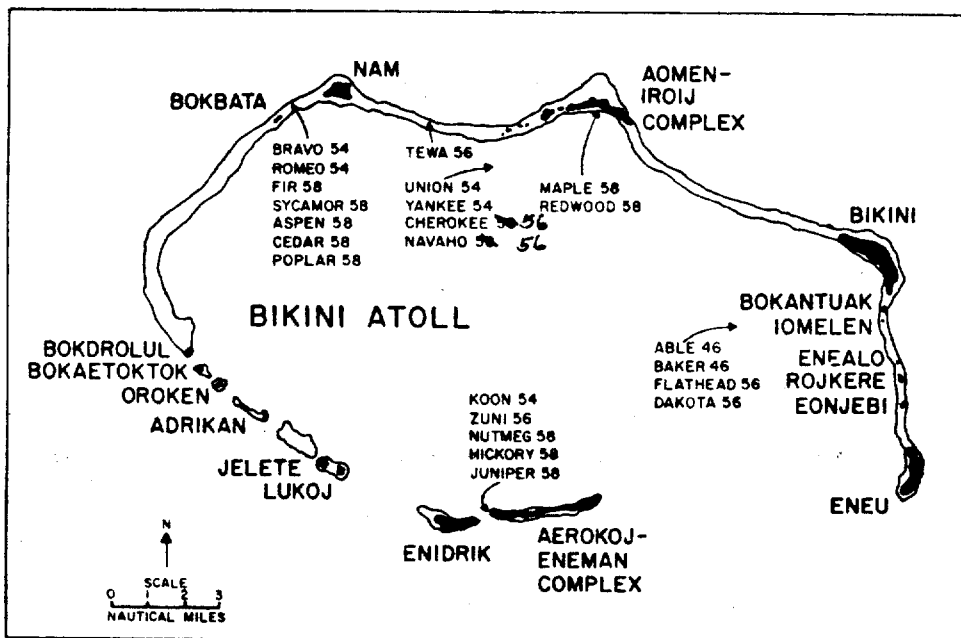 NAM
BOKBATA
AOMEN-
IROIJ
COMPLEX
BRAVO 54
ROMEO 54
FIR 58
SYCAMOR 58
ASPEN 58
CEDAR 58
POPLAR 58
TEWA 56
UNION 54
YANKEE 54
CHEROKEE 56
NAVAHO 56
MAPLE 58
REDWOOD 58
BIKINI
BIKINI ATOLL
BOKANTUAK
IOMELEN
ABLE 46
BAKER 46
FLATHEAD 56
DAKOTA 56
ENEALO
ROJKERE
EONJEBI
BOKDROLUL
BOKAETOKTOK
OROKEN
ADRIKAN
JELETE
LUKOJ
KOON 54
ZUNI 56
NUTMEG 58
MICKORY 58
JUNIPER 58
ENEU
ENIDRIK
AEROKOJ-
ENEMAN
COMPLEX
N
SCALE
0 1 2 3
NAUTICAL MILES